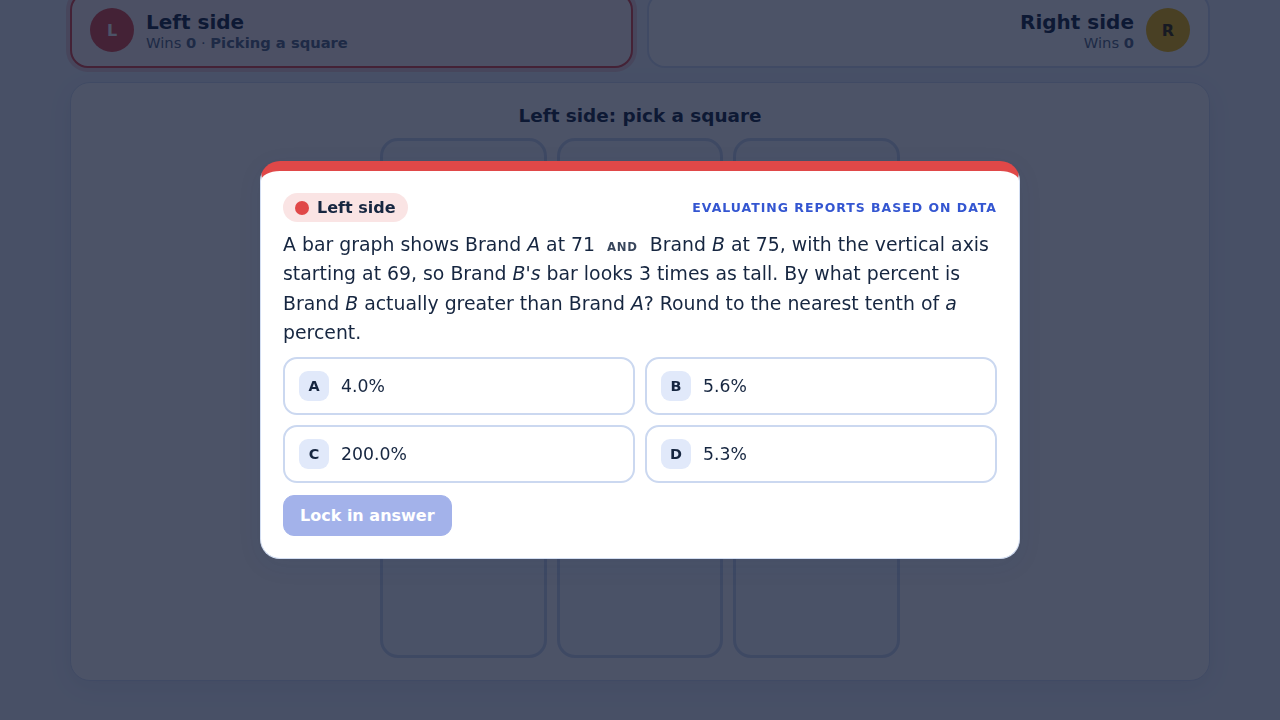 L
Left side
Wins 0 · Picking a square
Right side
Wins 0
R
Left side: pick a square
Left side
EVALUATING REPORTS BASED ON DATA
A bar graph shows Brand A at 71 AND Brand B at 75, with the vertical axis
starting at 69, so Brand B's bar looks 3 times as tall. By what percent is
Brand B actually greater than Brand A? Round to the nearest tenth of a
percent.
A 4.0%
B 5.6%
C 200.0%
D 5.3%
Lock in answer